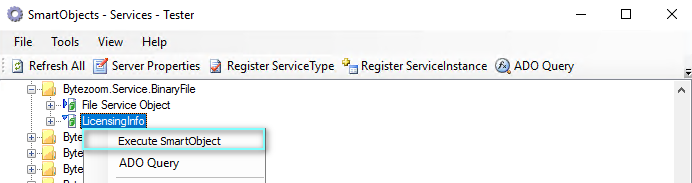 SmartObjects - Services - Tester
File Tools View Help
Refresh All Server Properties Register ServiceType Register ServiceInstance ADO Query
Bytezoom.Service.BinaryFile
File Service Object
LicensingInfo
Byte
Execute SmartObject
Byte
ADO Query
Byte